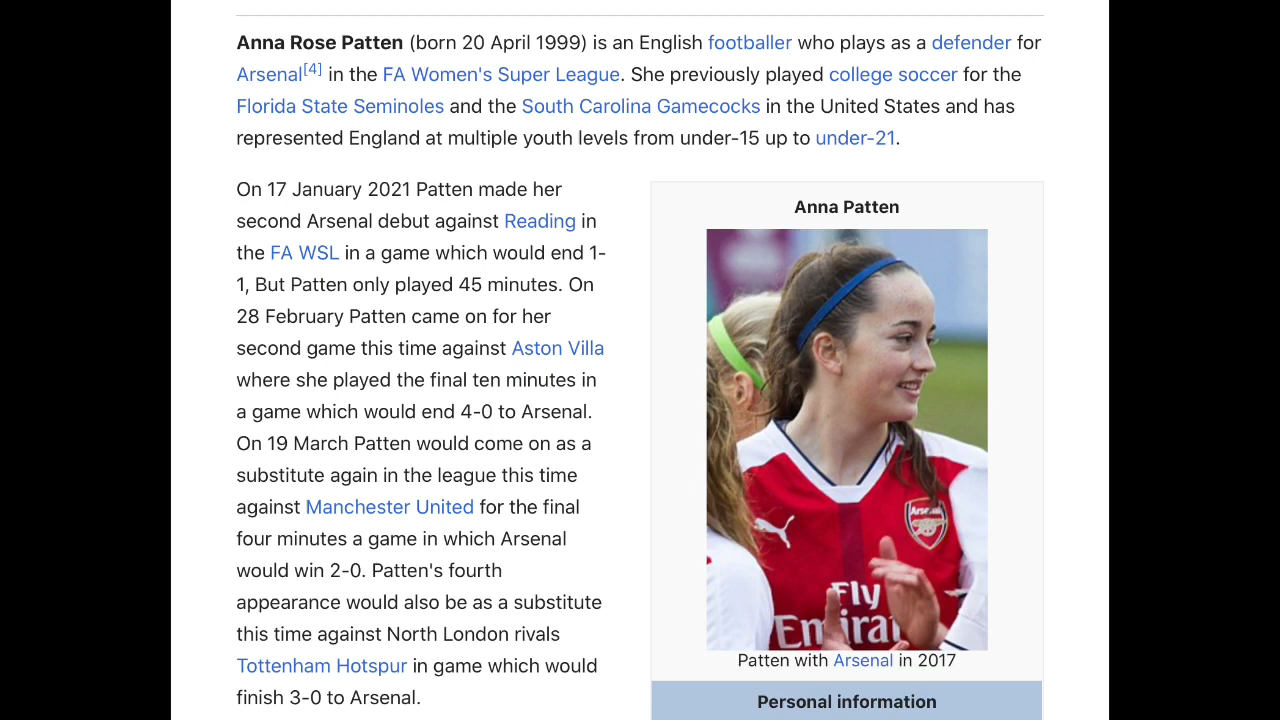 Anna Rose Patten (born 20 April 1999) is an English footballer who plays as a defender for
Arsenal[4] in the FA Women's Super League. She previously played college soccer for the
Florida State Seminoles and the South Carolina Gamecocks in the United States and has
represented England at multiple youth levels from under-15 up to under-21.
On 17 January 2021 Patten made her
second Arsenal debut against Reading in
the FA WSL in a game which would end 1-
1, But Patten only played 45 minutes. On
28 February Patten came on for her
second game this time against Aston Villa
where she played the final ten minutes in
a game which would end 4-0 to Arsenal.
On 19 March Patten would come on as a
substitute again in the league this time
against Manchester United for the final
four minutes a game in which Arsenal
would win 2-0. Patten's fourth
appearance would also be as a substitute
this time against North London rivals
Tottenham Hotspur in game which would
finish 3-0 to Arsenal.
Anna Patten
Arsenal
Fly
Emirat
Patten with Arsenal in 2017
Personal information